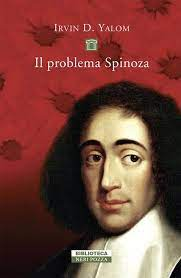 IRVIN D. YALOM
Il problema Spinoza
BIBLIOTECA
NERI POZZA